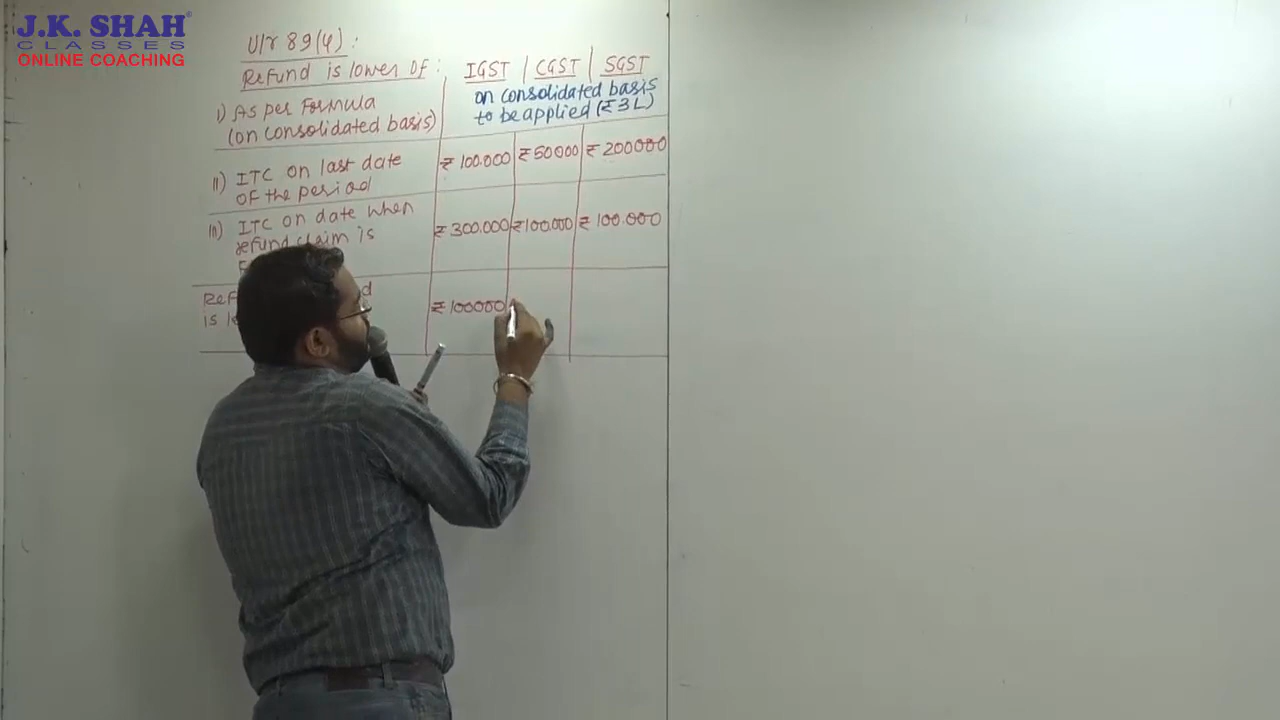 J.K. SHAH®
CLASSES
ONLINE COACHING
U/r 89(4) :
Refund is lower of :
IGST | CGST | SGST
i) As per Formula
(on consolidated basis)
on consolidated basis
to be applied (₹3L)
ii) ITC on last date
of the period
₹ 100.000 ₹ 50000 ₹ 200000
iii) ITC on date when
refund claim is
₹ 300.000 ₹100.000 ₹ 100.000
₹ 100000